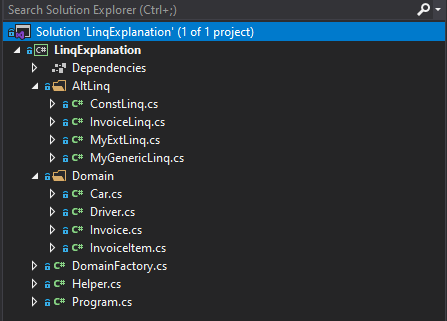 Search Solution Explorer (Ctrl+;)
Solution 'LinqExplanation' (1 of 1 project)
C# LinqExplanation
Dependencies
AltLinq
C# ConstLinq.cs
C# InvoiceLinq.cs
C# MyExtLinq.cs
C# MyGenericLinq.cs
Domain
C# Car.cs
C# Driver.cs
C# Invoice.cs
C# InvoiceItem.cs
C# DomainFactory.cs
C# Helper.cs
C# Program.cs